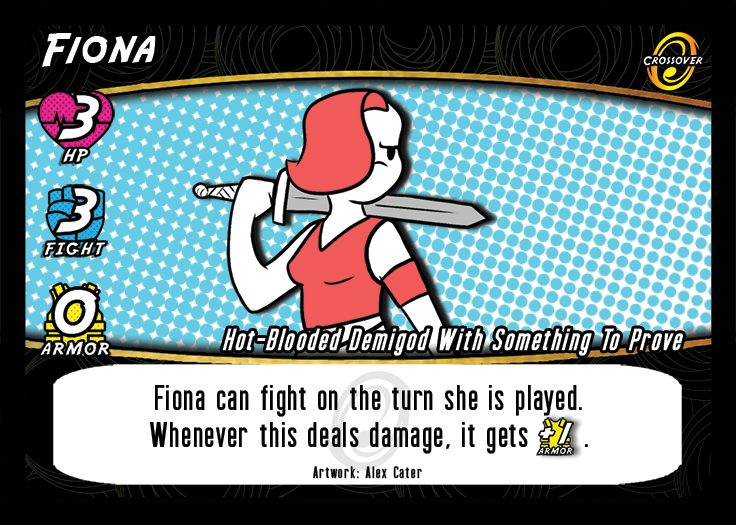 Fiona
Crossover
3
HP
3
Fight
0
Armor
Hot-Blooded Demigod With Something To Prove
Fiona can fight on the turn she is played.
Whenever this deals damage, it gets +1 Armor .
Artwork: Alex Cater